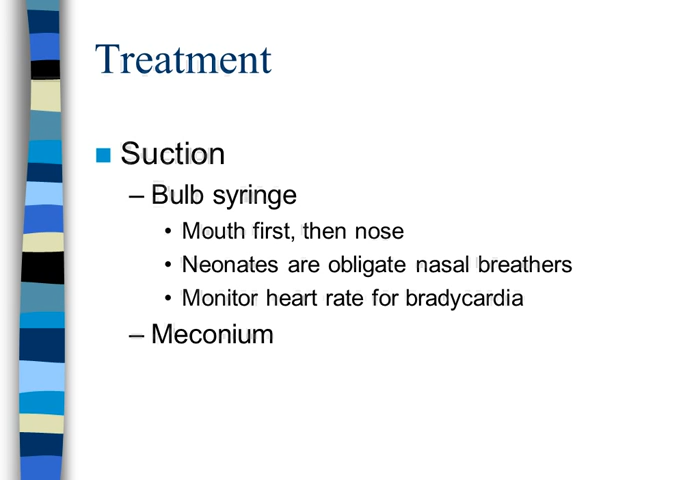 Treatment
Suction
– Bulb syringe
• Mouth first, then nose
• Neonates are obligate nasal breathers
• Monitor heart rate for bradycardia
– Meconium